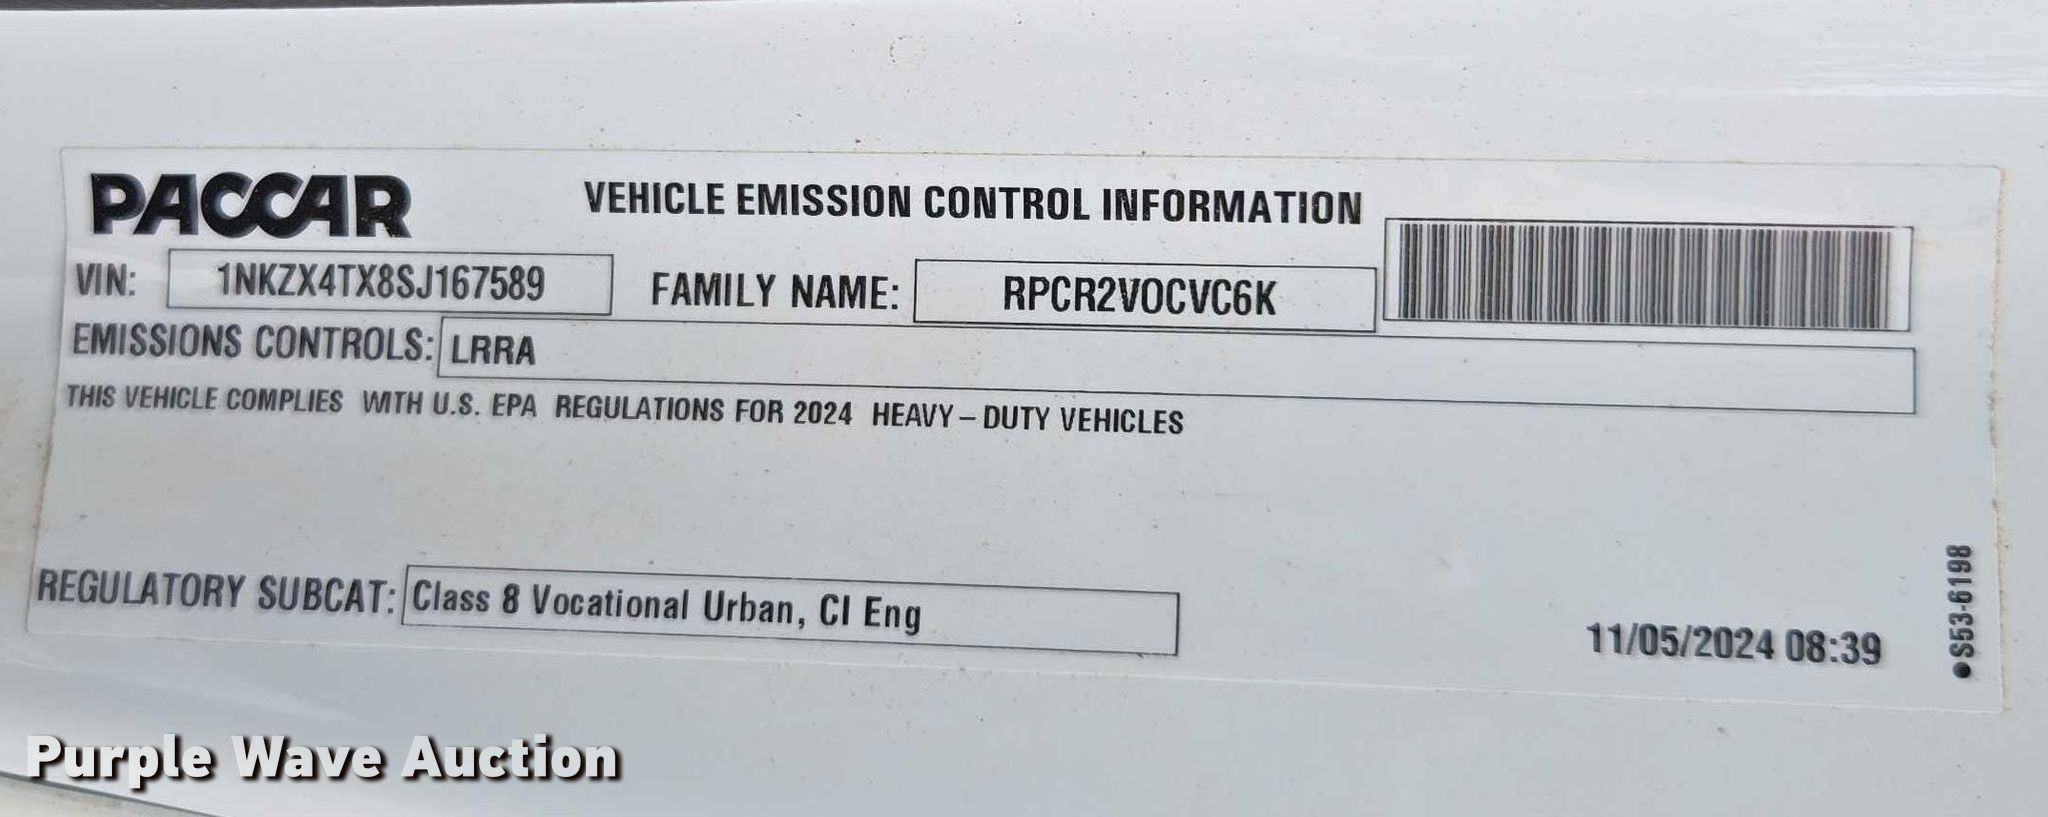 PACCAR
VEHICLE EMISSION CONTROL INFORMATION
VIN: 1NKZX4TX8SJ167589 FAMILY NAME: RPCR2VOCVC6K
EMISSIONS CONTROLS: LRRA
THIS VEHICLE COMPLIES WITH U.S. EPA REGULATIONS FOR 2024 HEAVY-DUTY VEHICLES
REGULATORY SUBCAT: Class 8 Vocational Urban, CI Eng
11/05/2024 08:39
•S53-6198
Purple Wave Auction